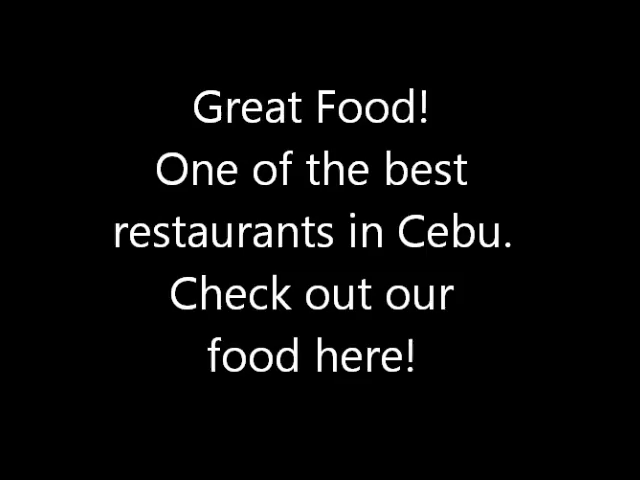 Great Food!
One of the best
restaurants in Cebu.
Check out our
food here!